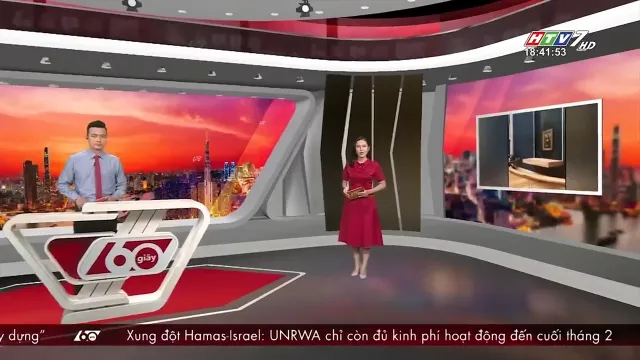 HTV7 HD
18:41:53
60 giây
y dựng” 60 Xung đột Hamas-Israel: UNRWA chỉ còn đủ kinh phí hoạt động đến cuối tháng 2